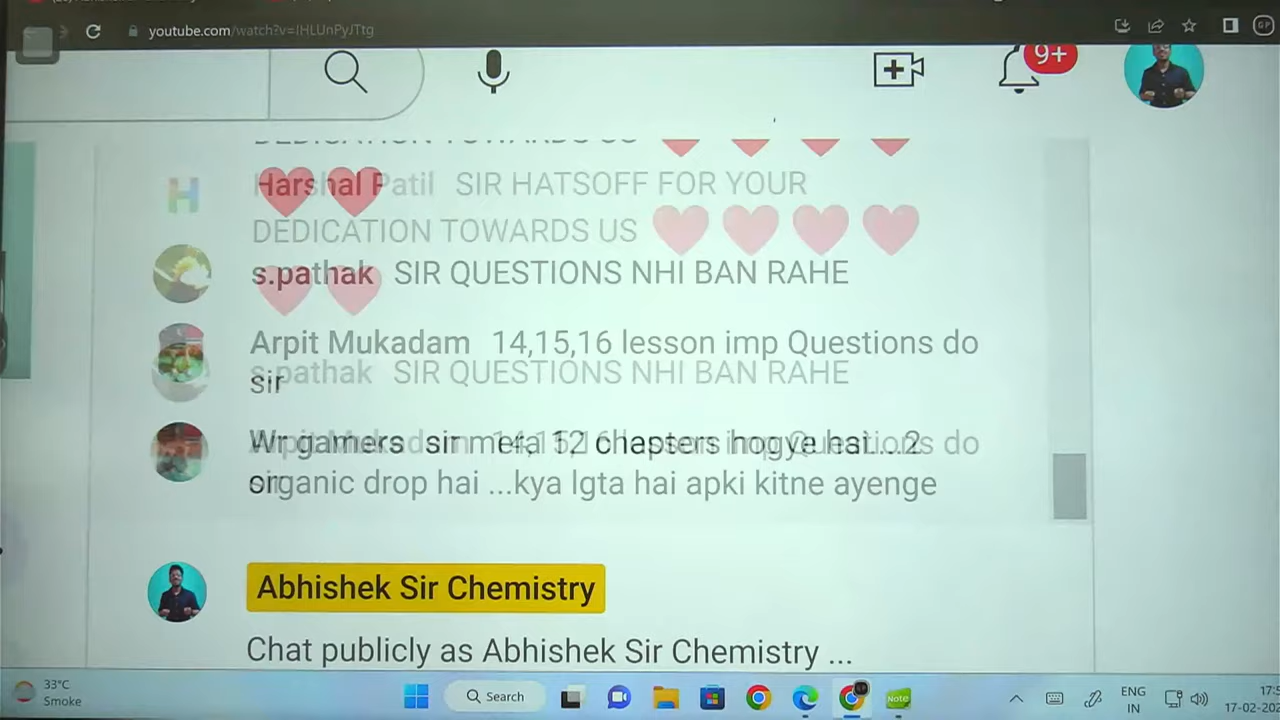 youtube.com/watch?v=IHLUnPyJTtg
9+
DEDICATION TOWARDS US
Harshal Patil SIR HATSOFF FOR YOUR
DEDICATION TOWARDS US
s.pathak SIR QUESTIONS NHI BAN RAHE
Arpit Mukadam 14,15,16 lesson imp Questions do
sir
s.pathak SIR QUESTIONS NHI BAN RAHE
Wr gamers sir mera 12 chapters hogye hai....2
organic drop hai ...kya lgta hai apki kitne ayenge
Abhishek Sir Chemistry
Chat publicly as Abhishek Sir Chemistry ...
33°C
Smoke
Search
Note
ENG
IN
17-02-202